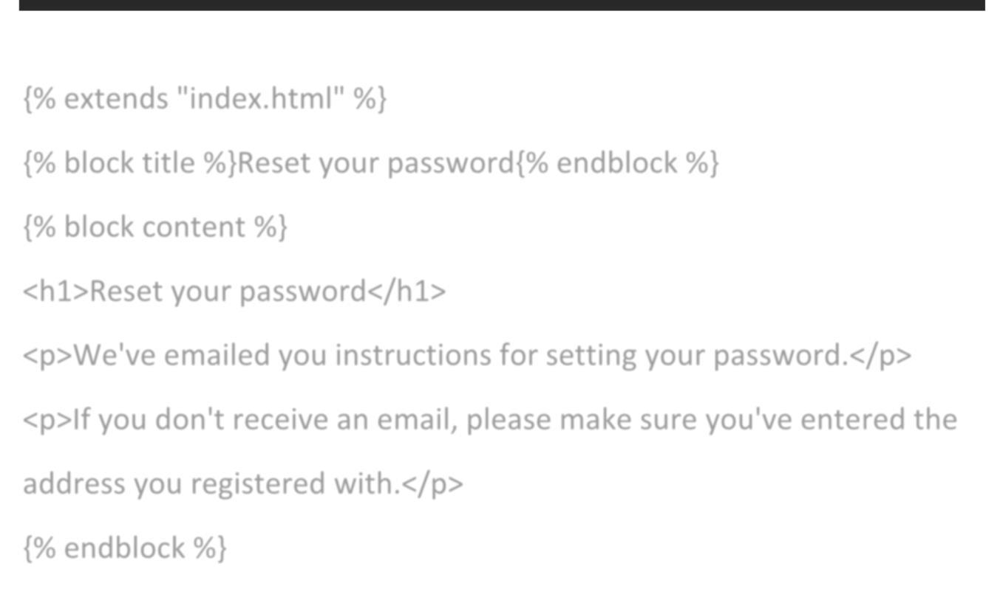 {% extends "index.html" %}
{% block title %}Reset your password{% endblock %}
{% block content %}
<h1>Reset your password</h1>
<p>We've emailed you instructions for setting your password.</p>
<p>If you don't receive an email, please make sure you've entered the
address you registered with.</p>
{% endblock %}